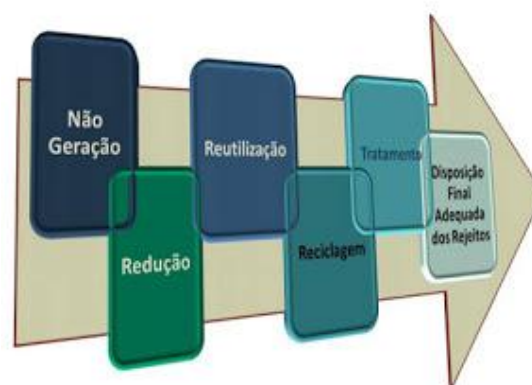 Não
Geração
Redução
Reutilização
Reciclagem
Tratamento
Disposição
Final
Adequada
dos Rejeitos